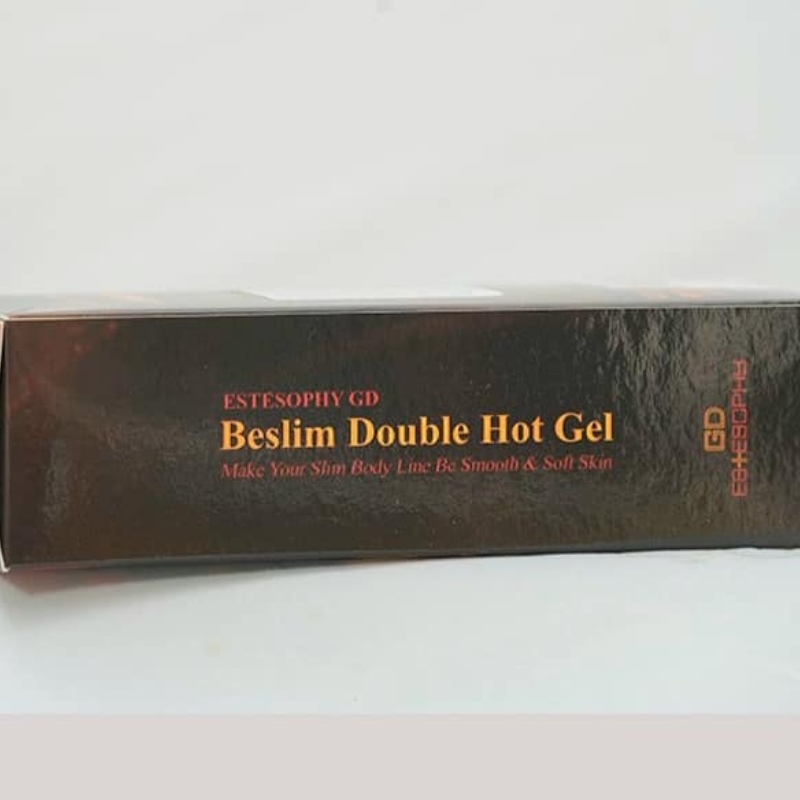 ESTESOPHY GD
Beslim Double Hot Gel
Make Your Slim Body Line Be Smooth & Soft Skin
GD
ESTESOPHY